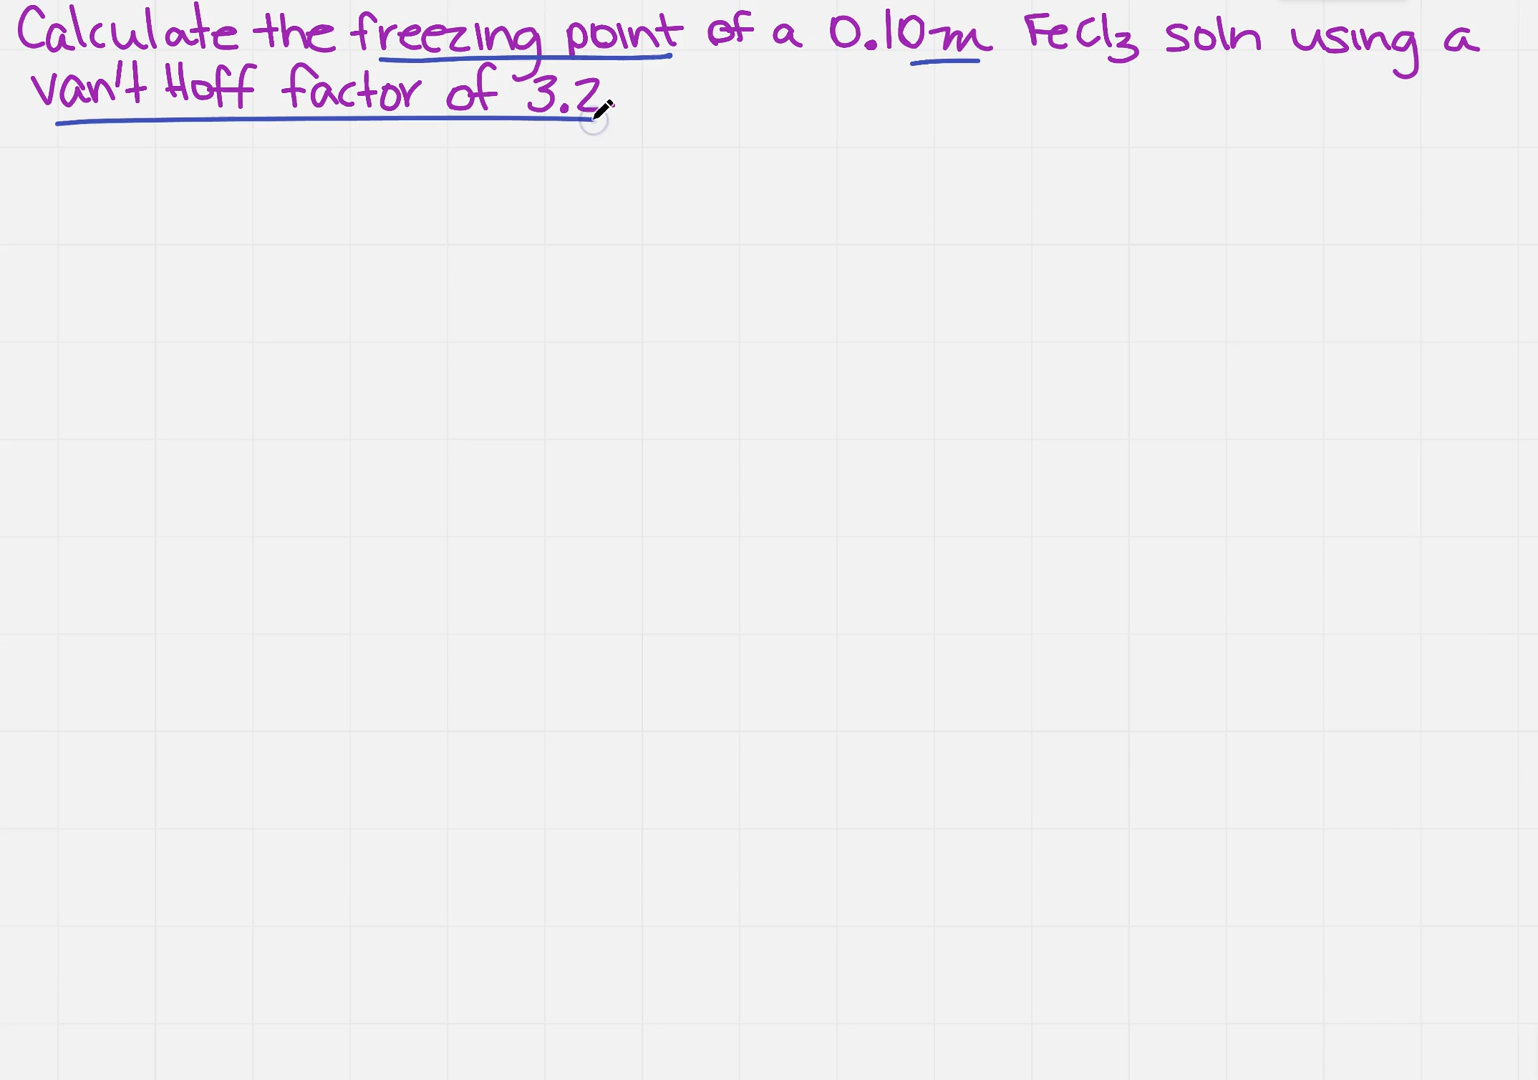 Calculate the freezing point of a 0.10m FeCl3 soln using a
van't Hoff factor of 3.2.